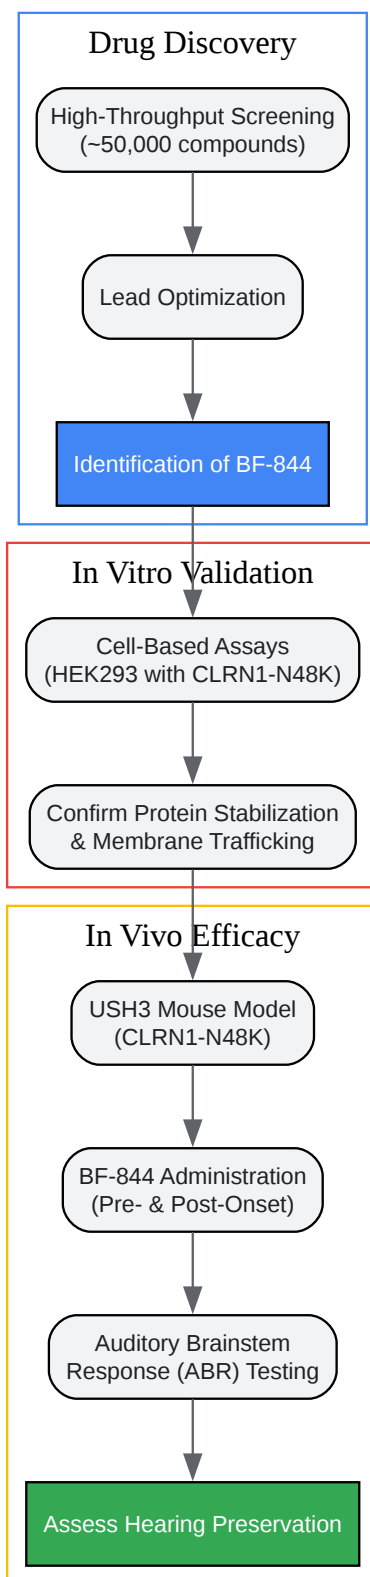 Drug Discovery
High-Throughput Screening
(~50,000 compounds)
Lead Optimization
Identification of BF-844
In Vitro Validation
Cell-Based Assays
(HEK293 with CLRN1-N48K)
Confirm Protein Stabilization
& Membrane Trafficking
In Vivo Efficacy
USH3 Mouse Model
(CLRN1-N48K)
BF-844 Administration
(Pre- & Post-Onset)
Auditory Brainstem
Response (ABR) Testing
Assess Hearing Preservation